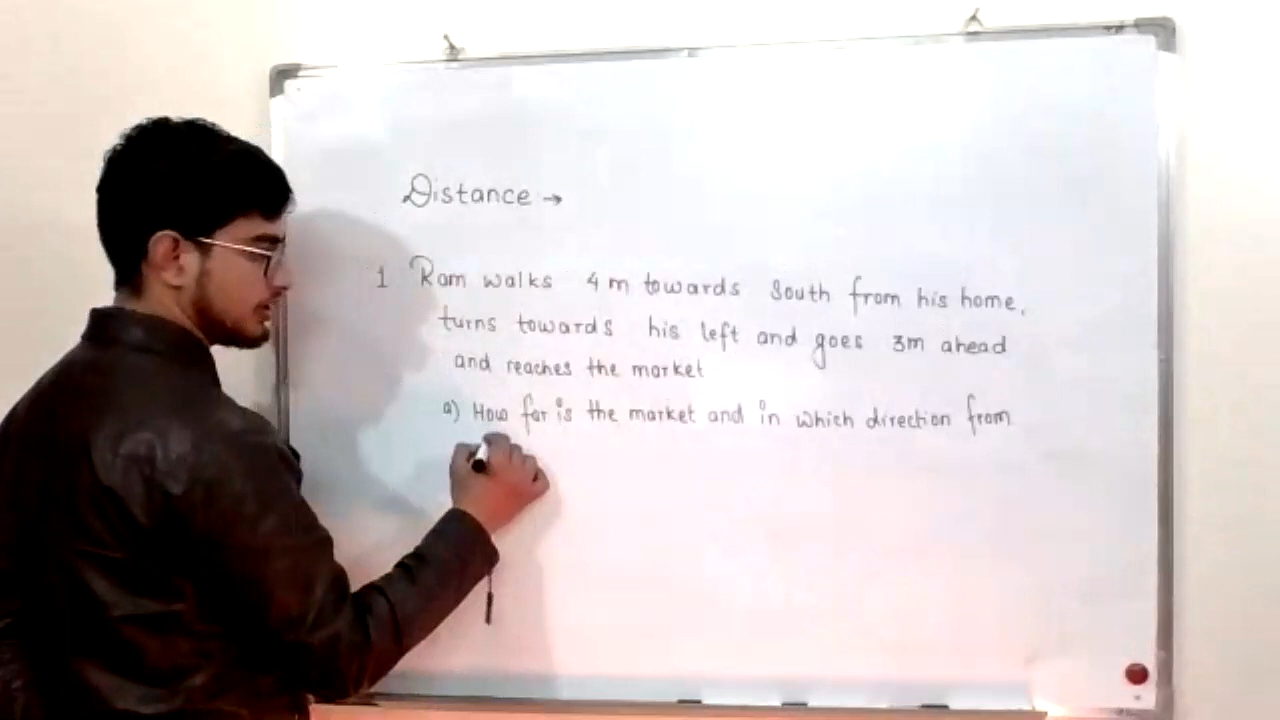 Distance →
1 Ram walks 4m towards South from his home,
turns towards his left and goes 3m ahead
and reaches the market
a) How far is the market and in which direction from